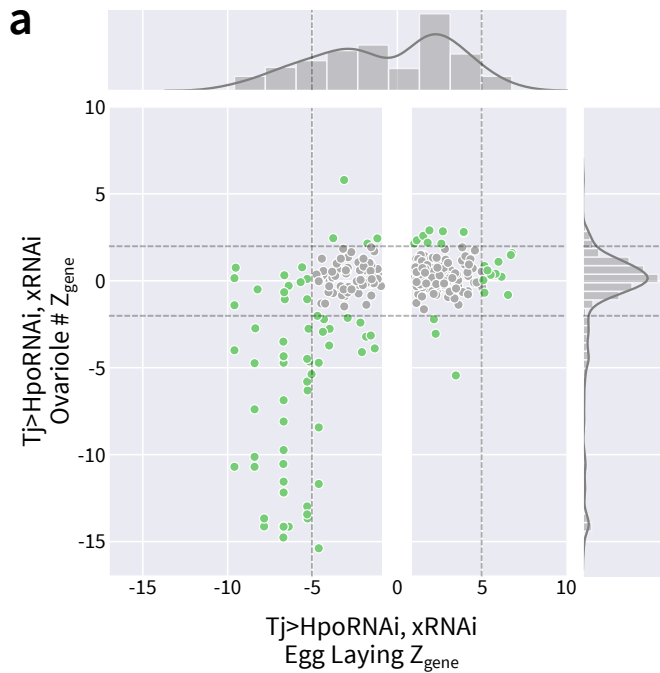 a
10
5
0
-5
-10
-15
Tj>HpoRNAi, xRNAi
Ovariole # Zgene
-15 -10 -5 0 5 10
Tj>HpoRNAi, xRNAi
Egg Laying Zgene